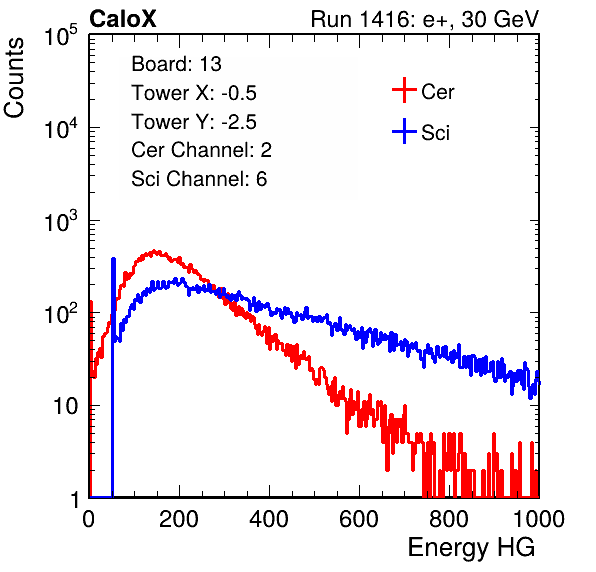 CaloX Run 1416: e+, 30 GeV
Board: 13
Tower X: -0.5
Tower Y: -2.5
Cer Channel: 2
Sci Channel: 6
Cer
Sci
Counts
10^5
10^4
10^3
10^2
10
1
0 200 400 600 800 1000
Energy HG